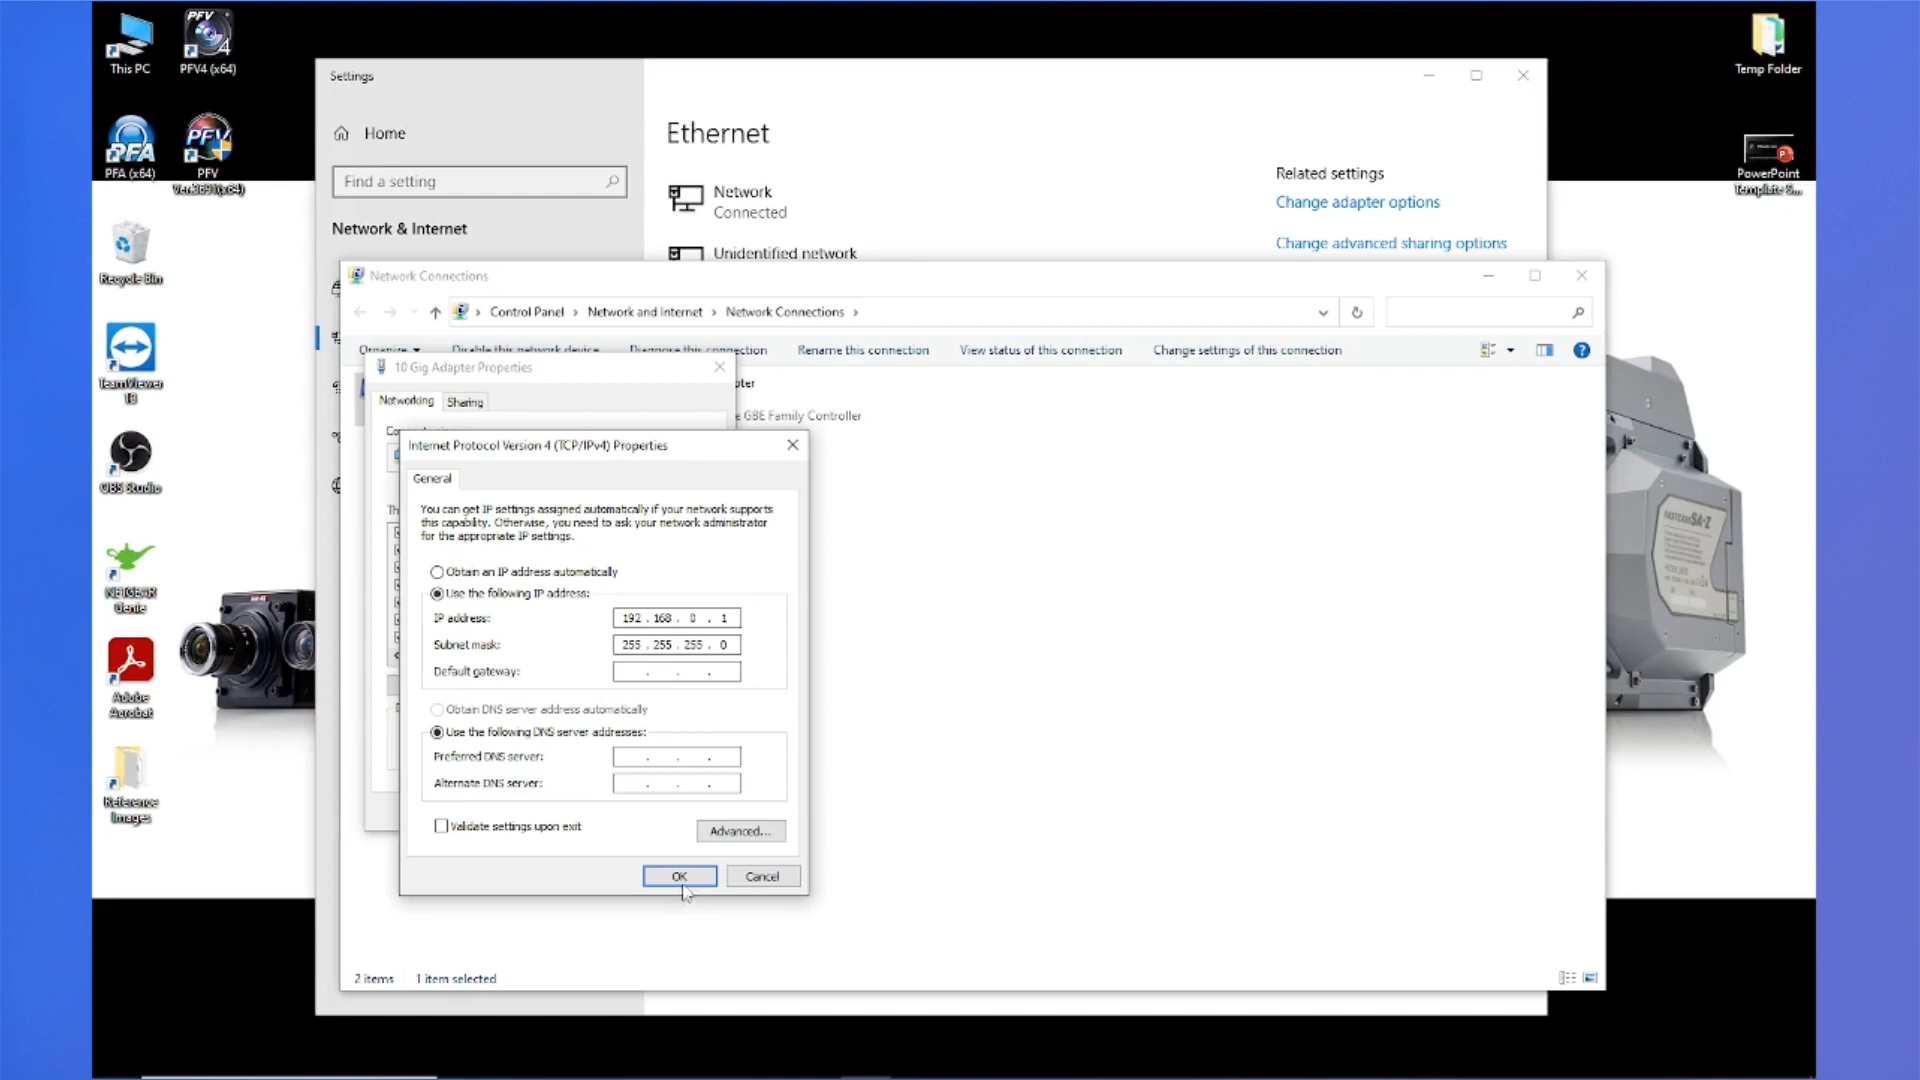 This PC
PFV4 (x64)
PFA (x64)
PFV
Recycle Bin
TeamViewer
OBS Studio
NETGEAR
Genie
Adobe
Acrobat
Reference
Images
Temp Folder
PowerPoint
Template S...
Settings
Home
Find a setting
Network & Internet
Ethernet
Network
Connected
Unidentified network
Related settings
Change adapter options
Change advanced sharing options
Network Connections
Control Panel > Network and Internet > Network Connections >
Organize Disable this network device Diagnose this connection Rename this connection View status of this connection Change settings of this connection
10 Gig Adapter Properties
Networking Sharing
pter
e GBE Family Controller
Internet Protocol Version 4 (TCP/IPv4) Properties
General
You can get IP settings assigned automatically if your network supports
this capability. Otherwise, you need to ask your network administrator
for the appropriate IP settings.
Obtain an IP address automatically
Use the following IP address:
IP address: 192 . 168 . 0 . 1
Subnet mask: 255 . 255 . 255 . 0
Default gateway: . . .
Obtain DNS server address automatically
Use the following DNS server addresses:
Preferred DNS server: . . .
Alternate DNS server: . . .
Validate settings upon exit
Advanced...
OK Cancel
2 items 1 item selected
FASTCAM SA-Z